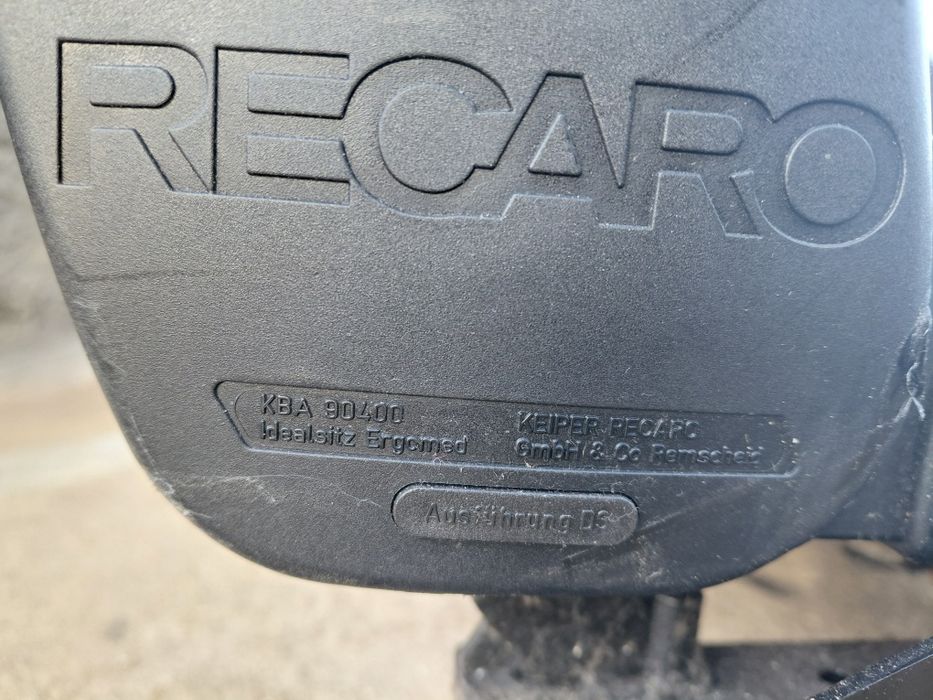 RECARO
KBA 90400
Idealsitz Ergomed
KEIPER RECARO
GmbH & Co Remscheid
Ausführung DS